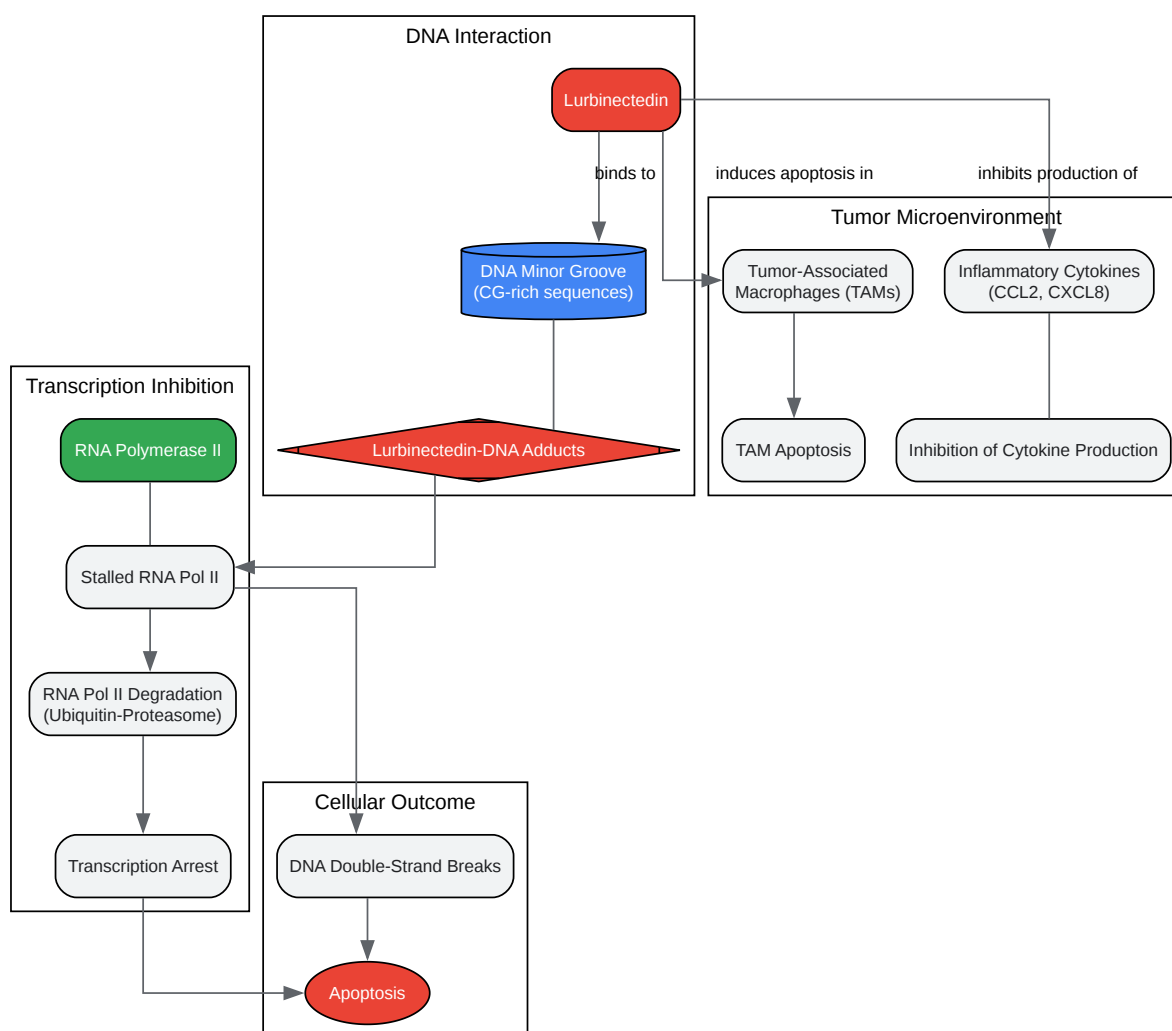 DNA Interaction
Lurbinectedin
binds to
induces apoptosis in
inhibits production of
Tumor Microenvironment
DNA Minor Groove
(CG-rich sequences)
Tumor-Associated
Macrophages (TAMs)
Inflammatory Cytokines
(CCL2, CXCL8)
Transcription Inhibition
RNA Polymerase II
Lurbinectedin-DNA Adducts
TAM Apoptosis
Inhibition of Cytokine Production
Stalled RNA Pol II
RNA Pol II Degradation
(Ubiquitin-Proteasome)
Cellular Outcome
Transcription Arrest
DNA Double-Strand Breaks
Apoptosis